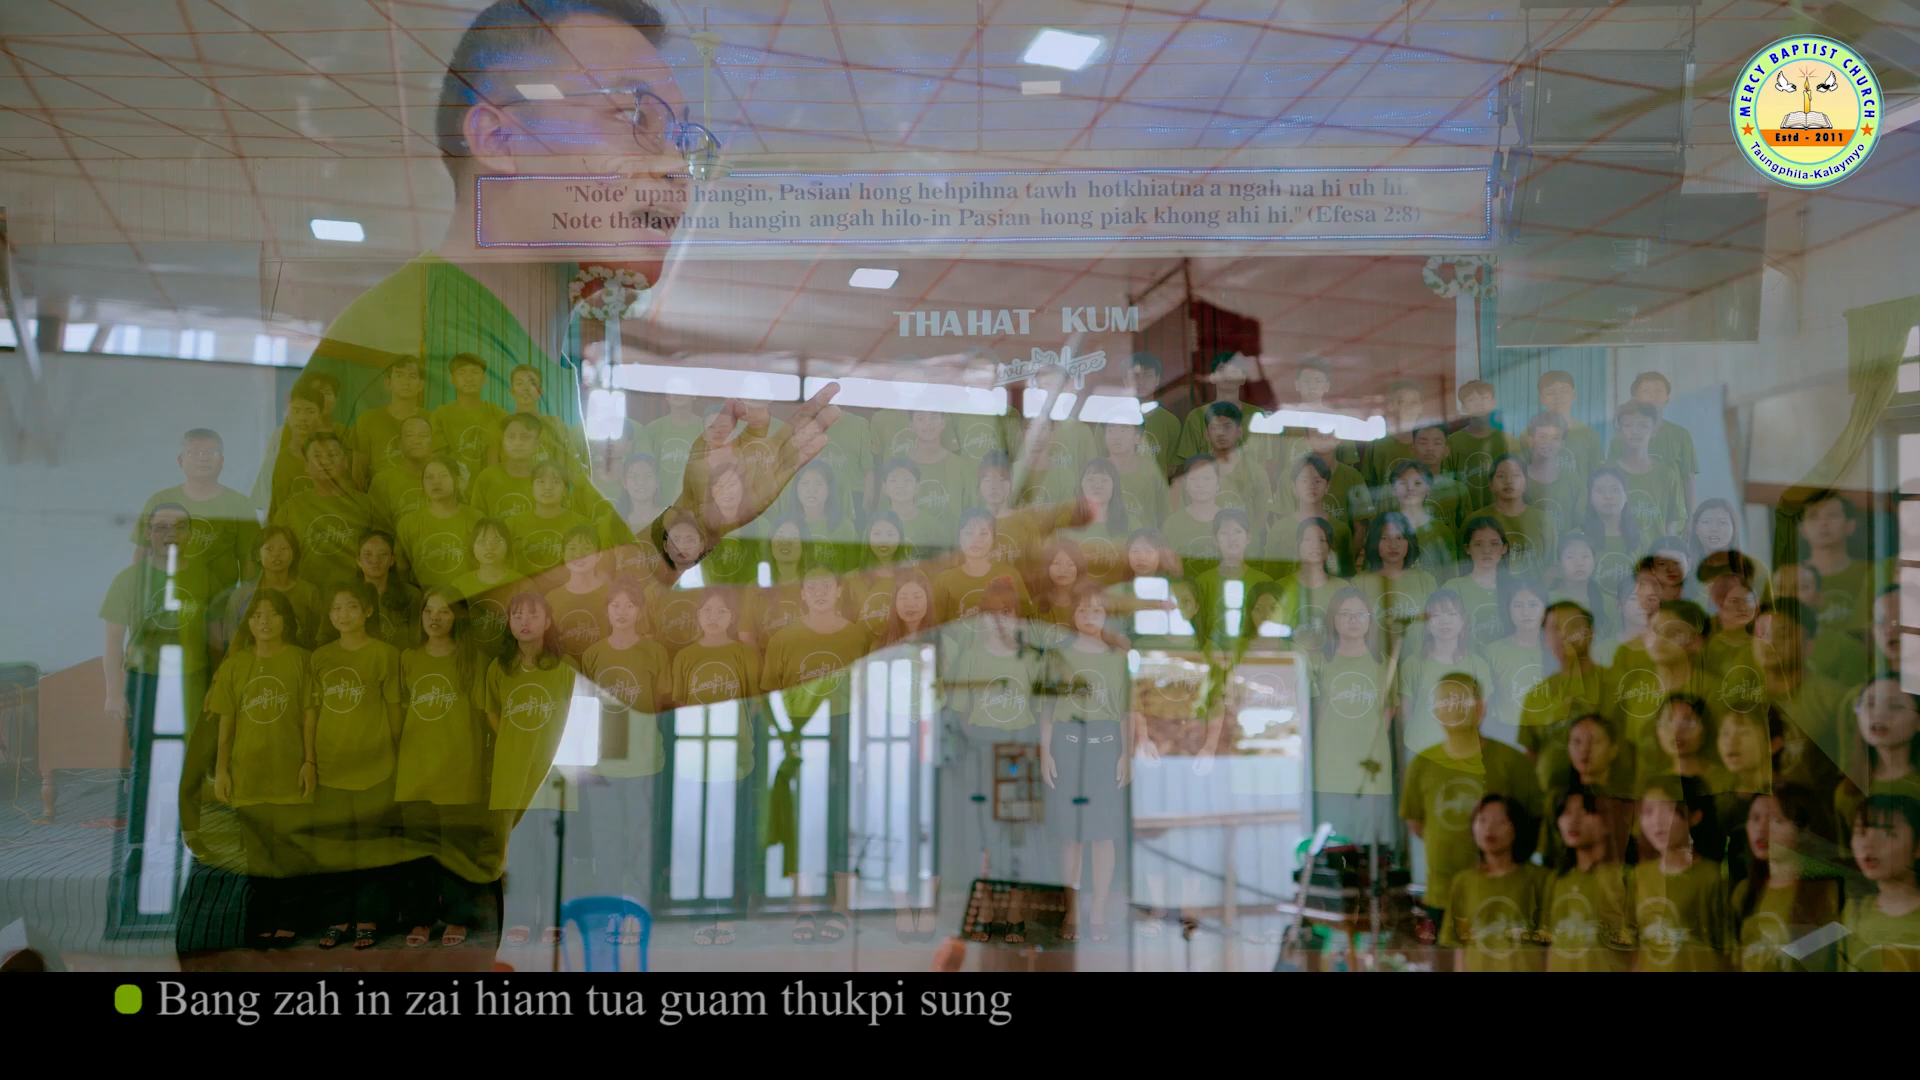 MERCY BAPTIST CHURCH
Estd - 2011
Taungphila-Kalaymyo
"Note' upna hangin, Pasian' hong hehpihna tawh hotkhiatna a ngah na hi uh hi.
Note thalawhna hangin angah hilo-in Pasian hong piak khong ahi hi." (Efesa 2:8)
THAHAT KUM
Bang zah in zai hiam tua guam thukpi sung